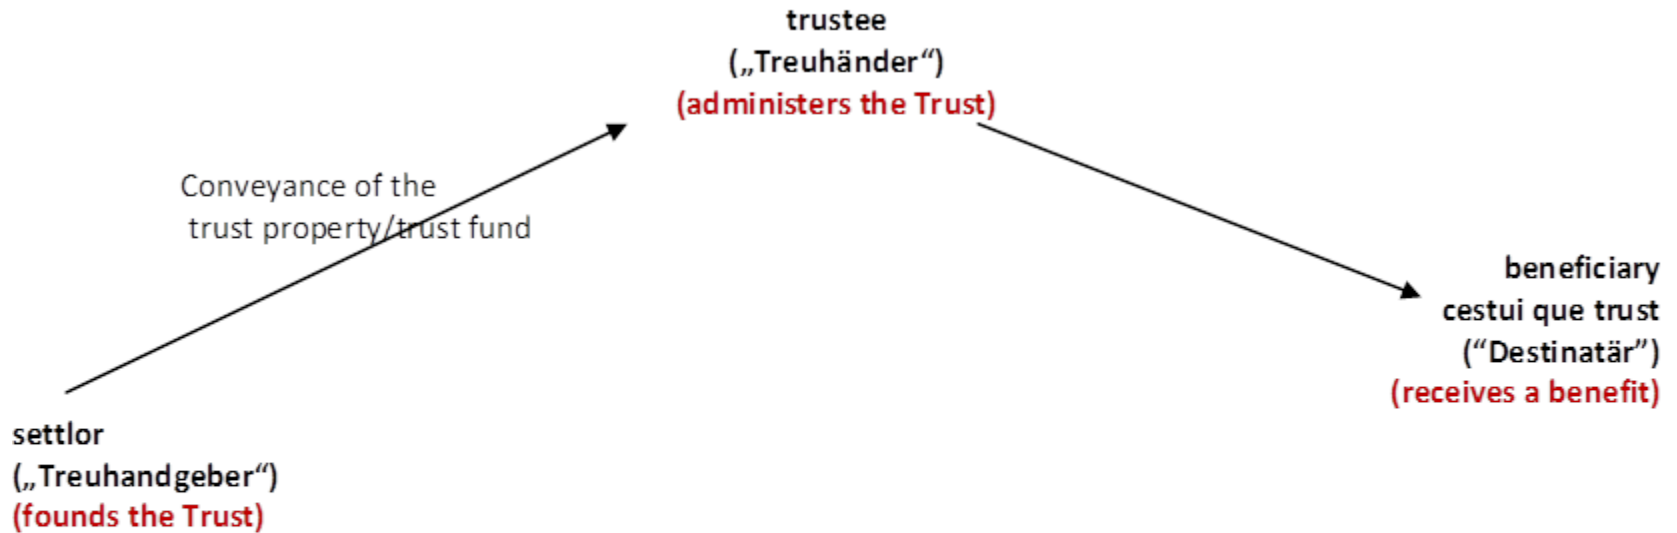 trustee
(„Treuhänder“)
(administers the Trust)
Conveyance of the
trust property/trust fund
beneficiary
cestui que trust
(“Destinatär”)
(receives a benefit)
settlor
(„Treuhandgeber“)
(founds the Trust)